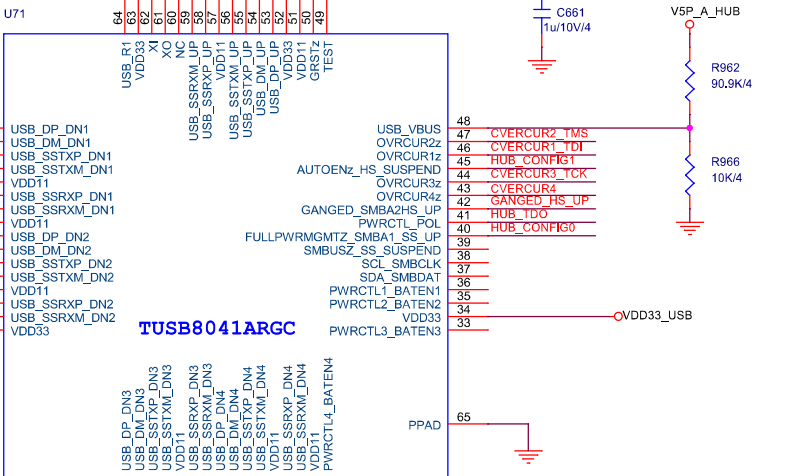 U71
C661
1u/10V/4
V5P_A_HUB
R962
90.9K/4
R966
10K/4
64
63
62
61
60
59
58
57
56
55
54
53
52
51
50
49
USB_R1
VDD33
XI
XO
NC
USB_SSRXM_UP
USB_SSRXP_UP
VDD11
USB_SSTXM_UP
USB_SSTXP_UP
USB_DM_UP
USB_DP_UP
VDD33
VDD11
GRSTz
TEST
USB_DP_DN1
USB_DM_DN1
USB_SSTXP_DN1
USB_SSTXM_DN1
VDD11
USB_SSRXP_DN1
USB_SSRXM_DN1
VDD11
USB_DP_DN2
USB_DM_DN2
USB_SSTXP_DN2
USB_SSTXM_DN2
VDD11
USB_SSRXP_DN2
USB_SSRXM_DN2
VDD33
USB_VBUS 48
OVRCUR2z 47 CVERCUR2_TMS
OVRCUR1z 46 CVERCUR1_TDI
AUTOENz_HS_SUSPEND 45 HUB_CONFIG1
OVRCUR3z 44 CVERCUR3_TCK
OVRCUR4z 43 CVERCUR4
GANGED_SMBA2HS_UP 42 GANGED_HS_UP
PWRCTL_POL 41 HUB_TDO
FULLPWRMGMTZ_SMBA1_SS_UP 40 HUB_CONFIG0
SMBUSZ_SS_SUSPEND 39
SCL_SMBCLK 38
SDA_SMBDAT 37
PWRCTL1_BATEN1 36
PWRCTL2_BATEN2 35
VDD33 34 VDD33_USB
PWRCTL3_BATEN3 33
TUSB8041ARGC
USB_DP_DN3
USB_DM_DN3
USB_SSTXP_DN3
USB_SSTXM_DN3
VDD11
USB_SSRXP_DN3
USB_SSRXM_DN3
USB_DP_DN4
USB_DM_DN4
USB_SSTXP_DN4
USB_SSTXM_DN4
VDD11
USB_SSRXP_DN4
USB_SSRXM_DN4
VDD11
PWRCTL4_BATEN4
PPAD 65